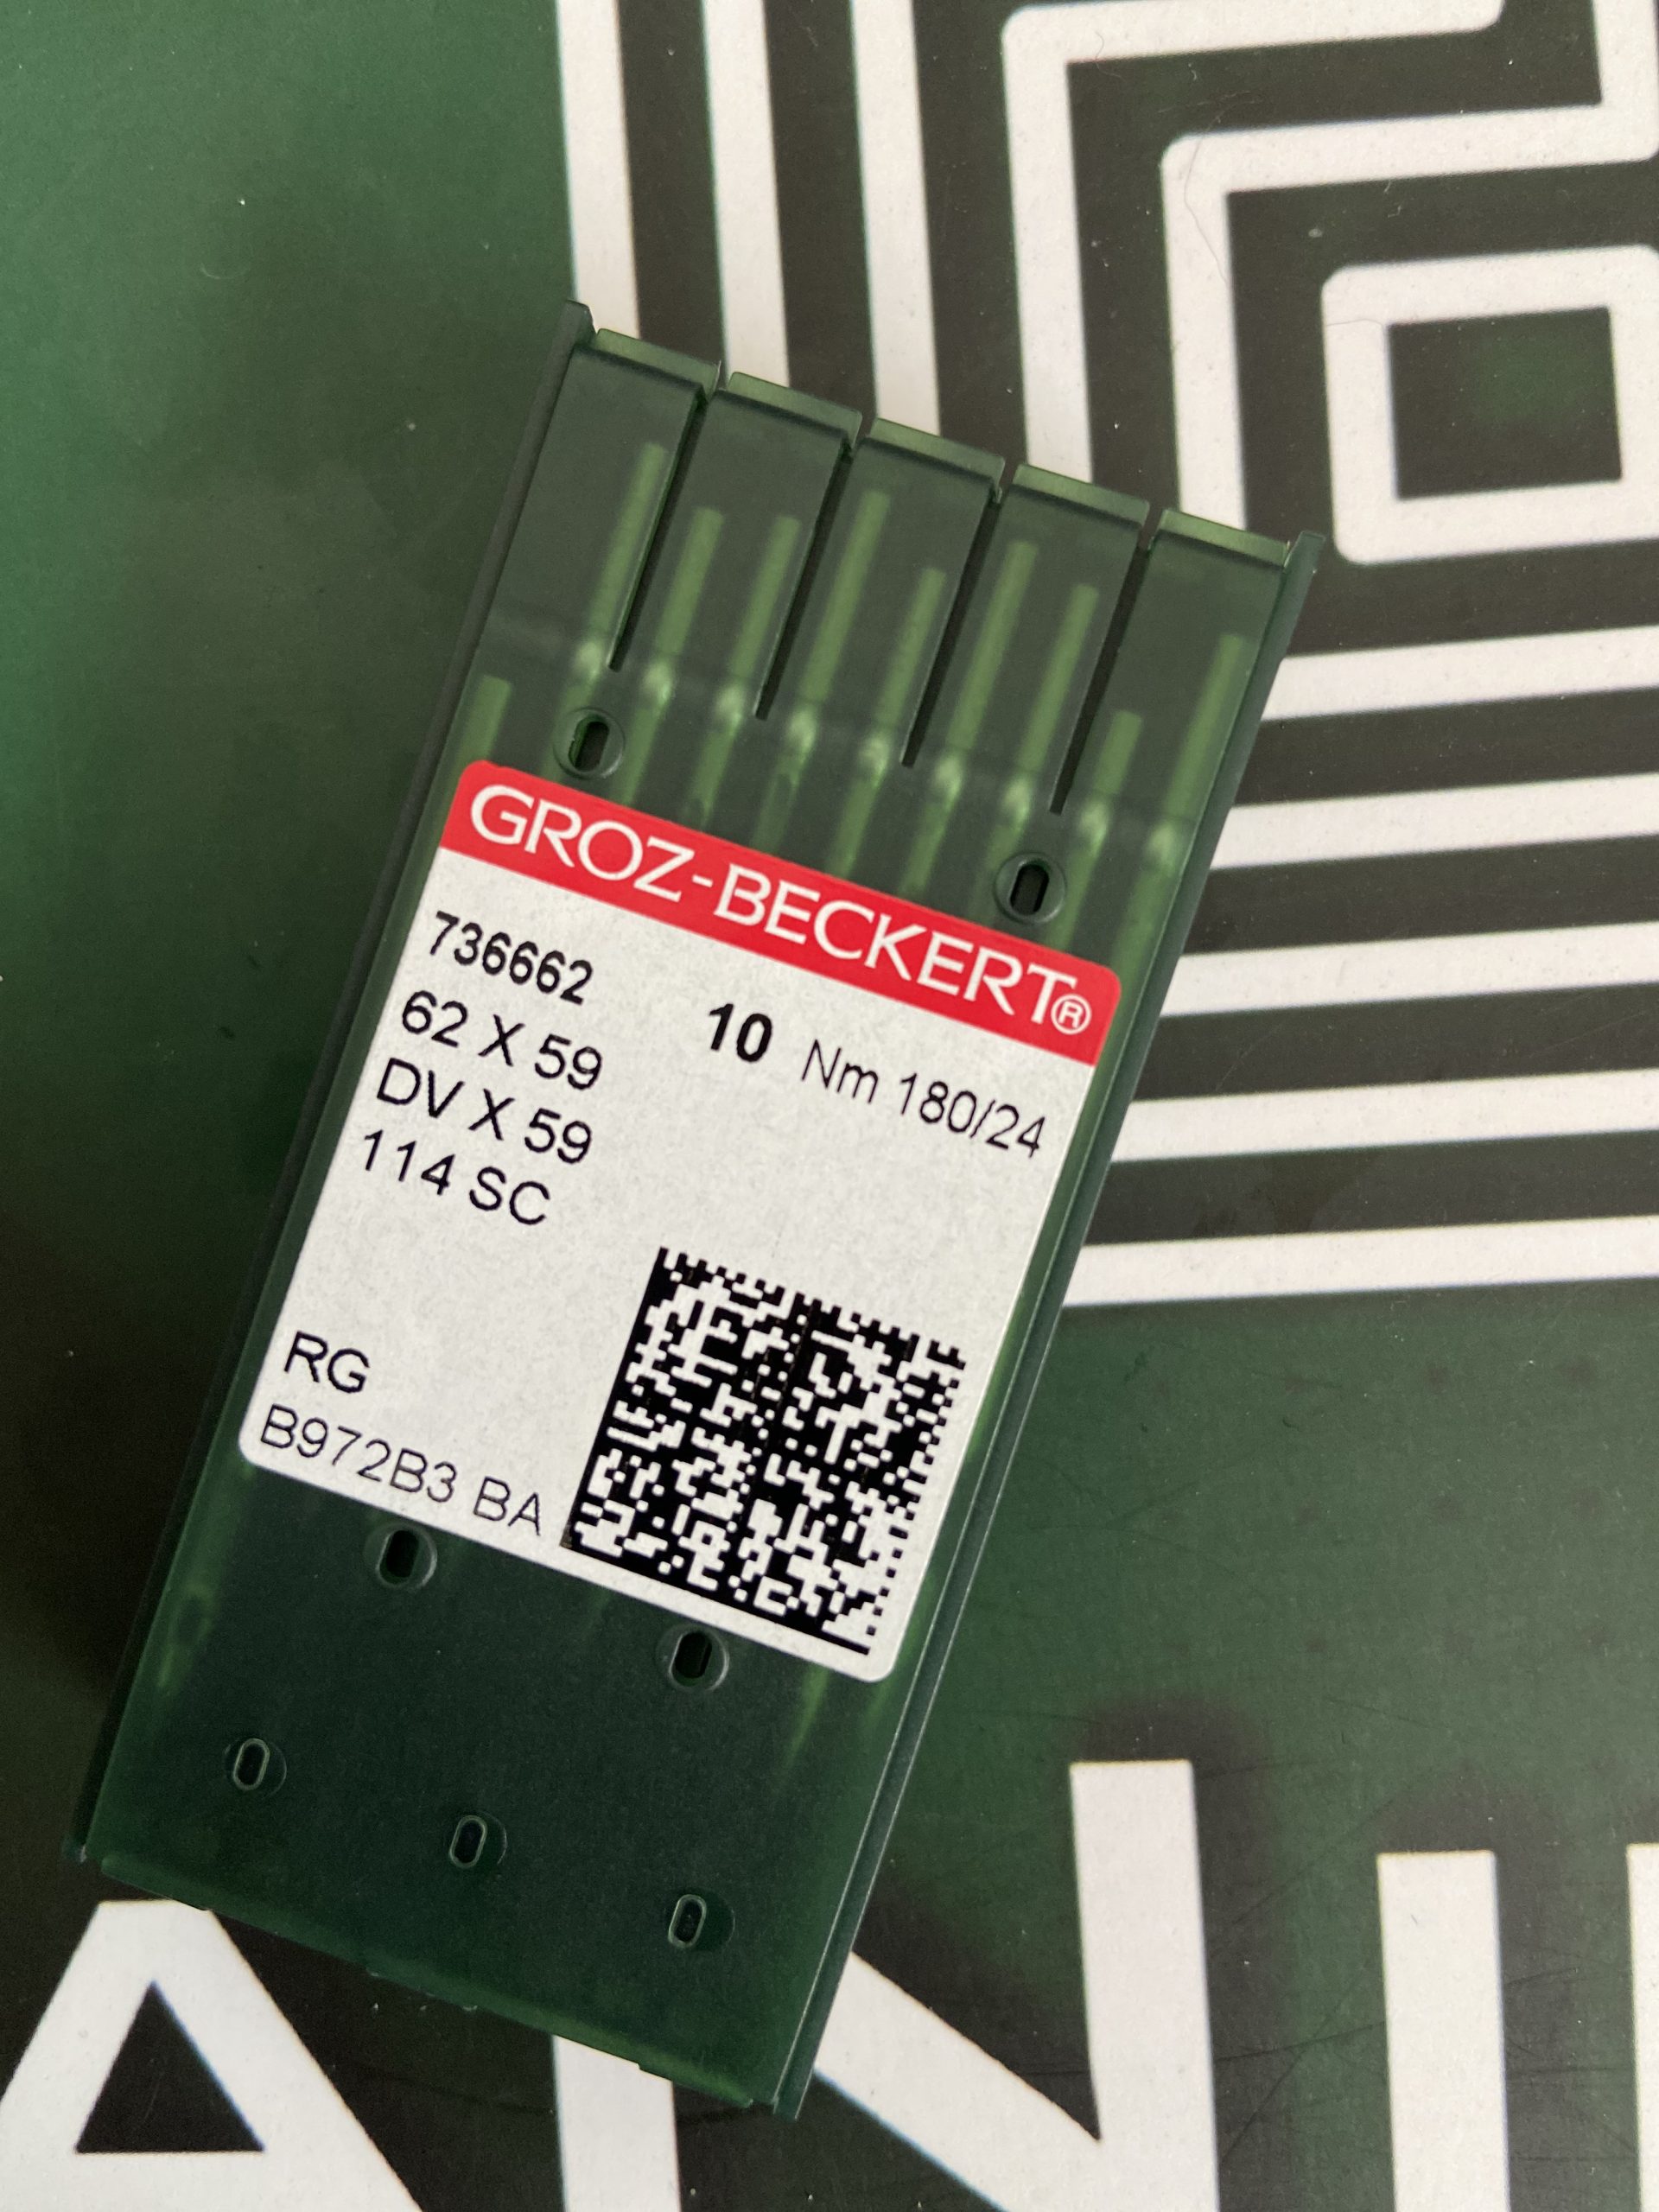 GROZ-BECKERT®
736662
10 Nm 180/24
62 X 59
DV X 59
114 SC
RG
B972B3 BA